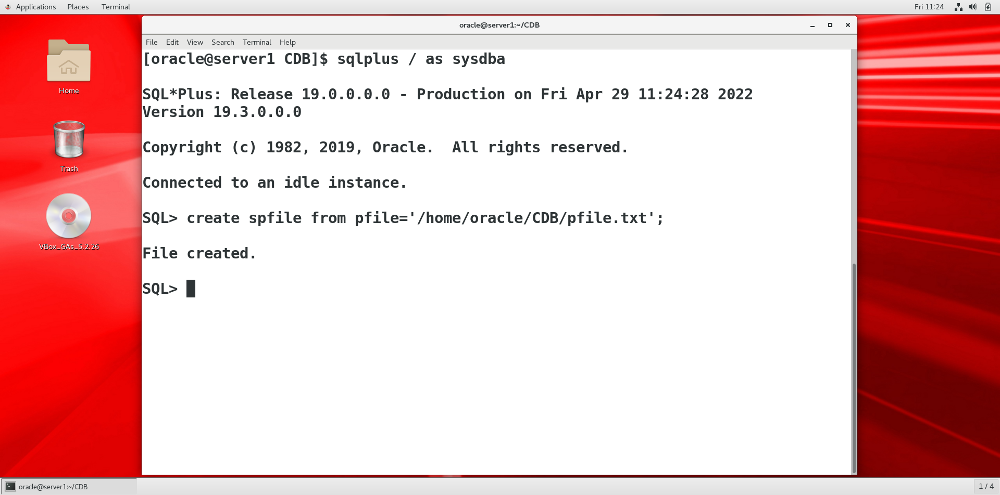 Applications Places Terminal Fri 11:24
oracle@server1:~/CDB
File Edit View Search Terminal Help
[oracle@server1 CDB]$ sqlplus / as sysdba
SQL*Plus: Release 19.0.0.0.0 - Production on Fri Apr 29 11:24:28 2022
Version 19.3.0.0.0
Copyright (c) 1982, 2019, Oracle.  All rights reserved.
Connected to an idle instance.
SQL> create spfile from pfile='/home/oracle/CDB/pfile.txt';
File created.
SQL>
Home
Trash
VBox_GAs_5.2.26
oracle@server1:~/CDB
1 / 4